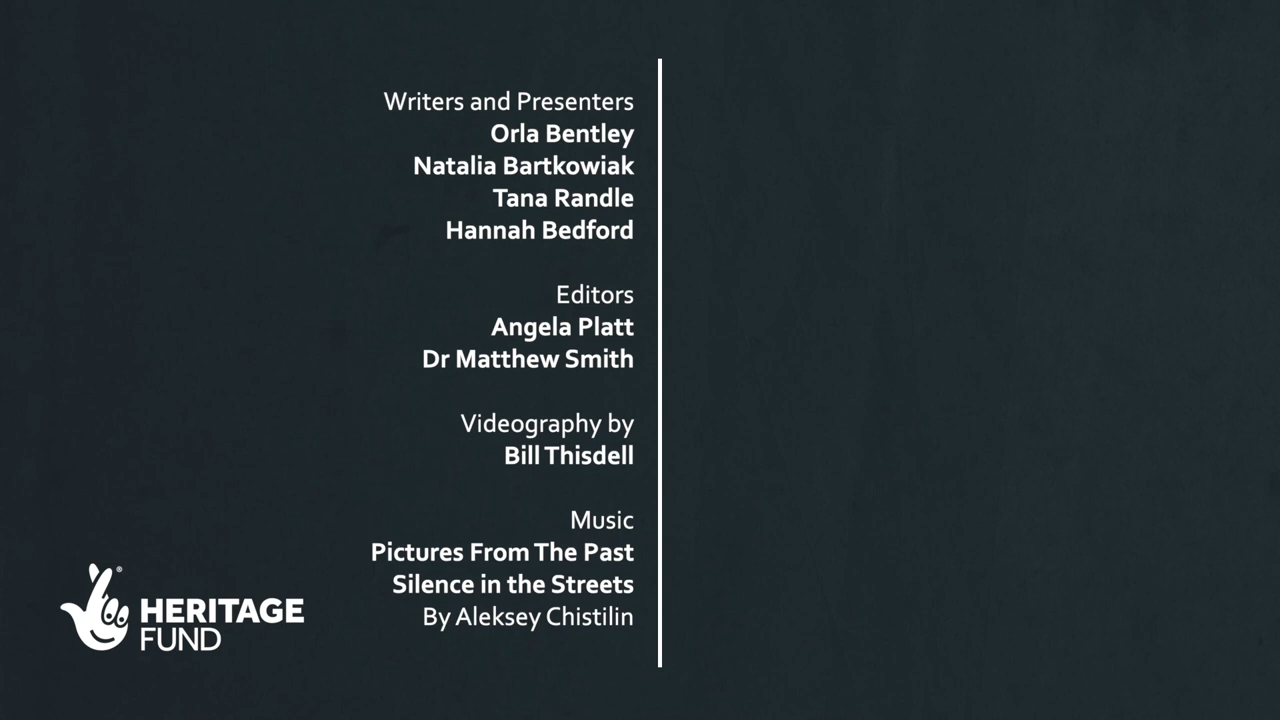 Writers and Presenters
Orla Bentley
Natalia Bartkowiak
Tana Randle
Hannah Bedford
Editors
Angela Platt
Dr Matthew Smith
Videography by
Bill Thisdell
Music
Pictures From The Past
Silence in the Streets
By Aleksey Chistilin
®
HERITAGE
FUND